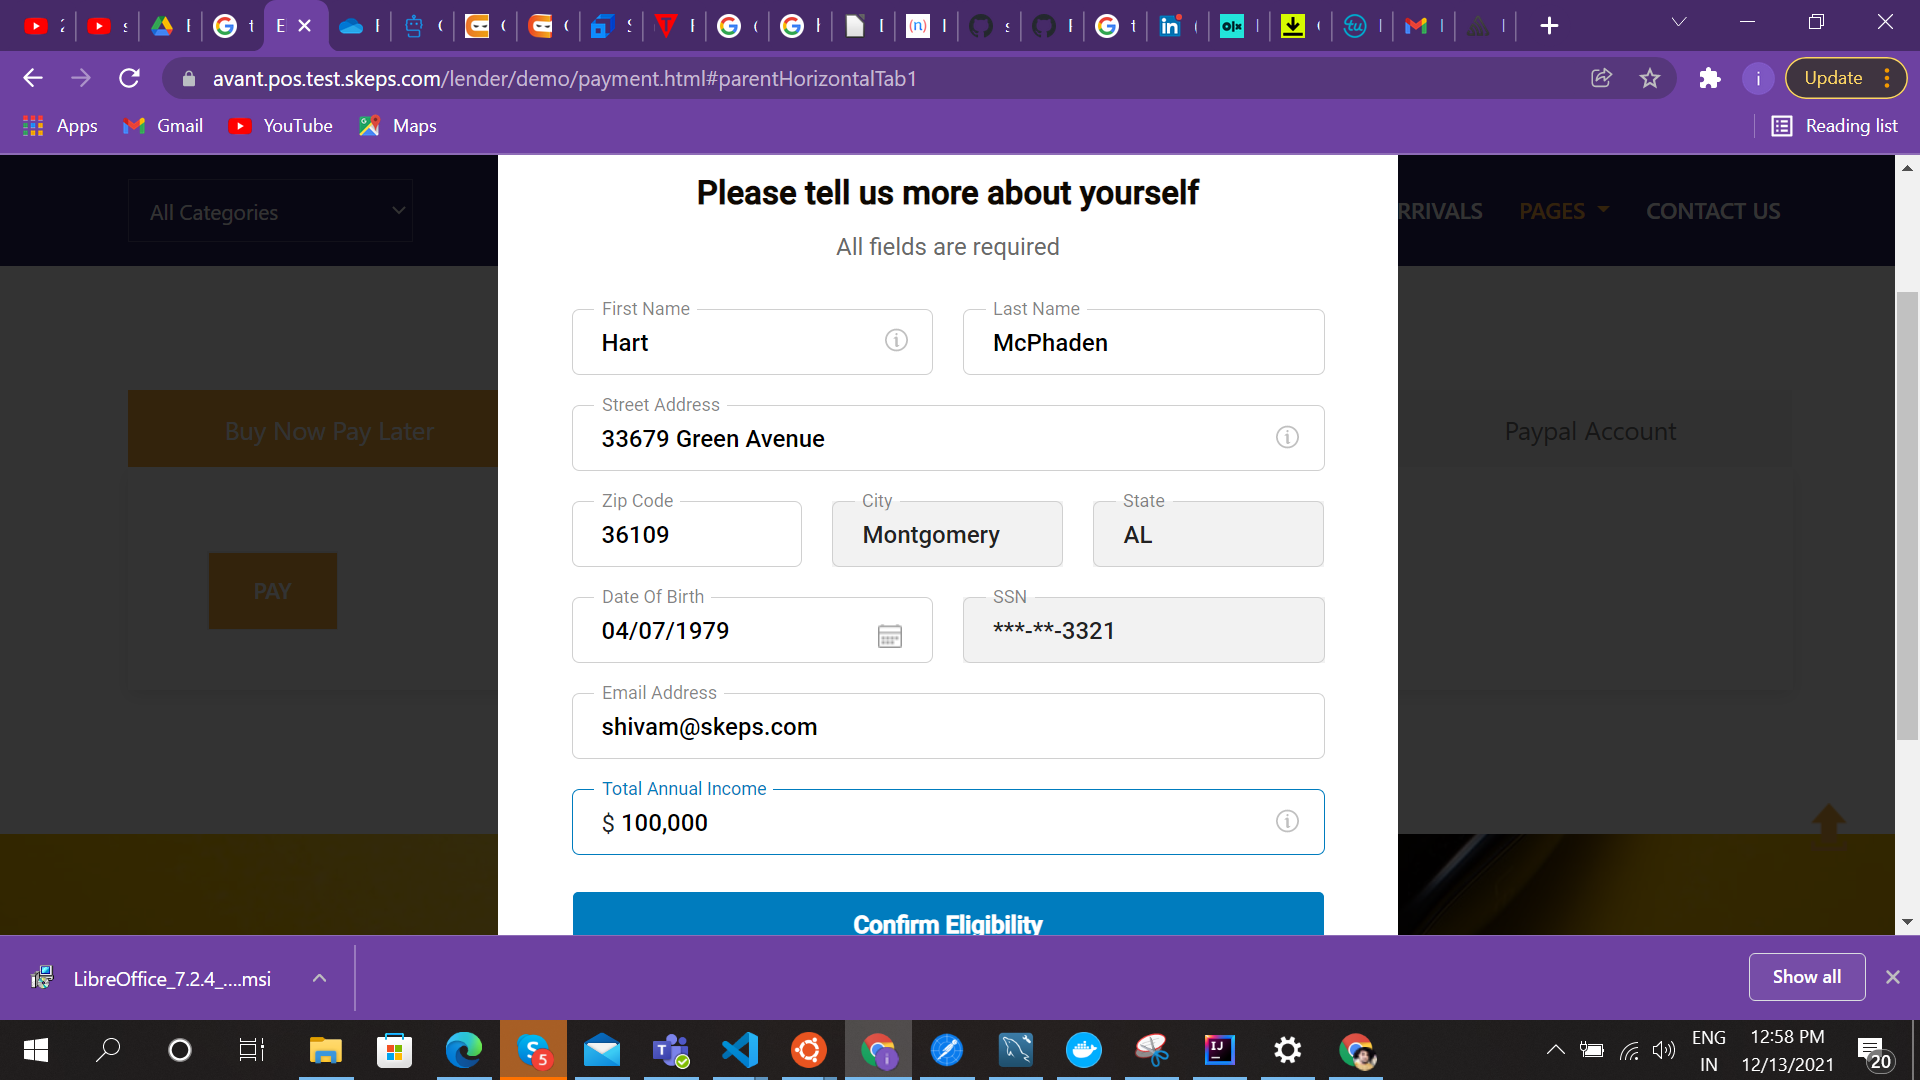 avant.pos.test.skeps.com/lender/demo/payment.html#parentHorizontalTab1
i
Update
Apps
Gmail
YouTube
Maps
Reading list
All Categories
RRIVALS
PAGES
CONTACT US
Please tell us more about yourself
All fields are required
First Name
Hart
Last Name
McPhaden
Street Address
33679 Green Avenue
Zip Code
36109
City
Montgomery
State
AL
Date Of Birth
04/07/1979
SSN
***-**-3321
Email Address
shivam@skeps.com
Total Annual Income
$ 100,000
Confirm Eligibility
Buy Now Pay Later
Paypal Account
PAY
LibreOffice_7.2.4_....msi
Show all
5
ENG
IN
12:58 PM
12/13/2021
20